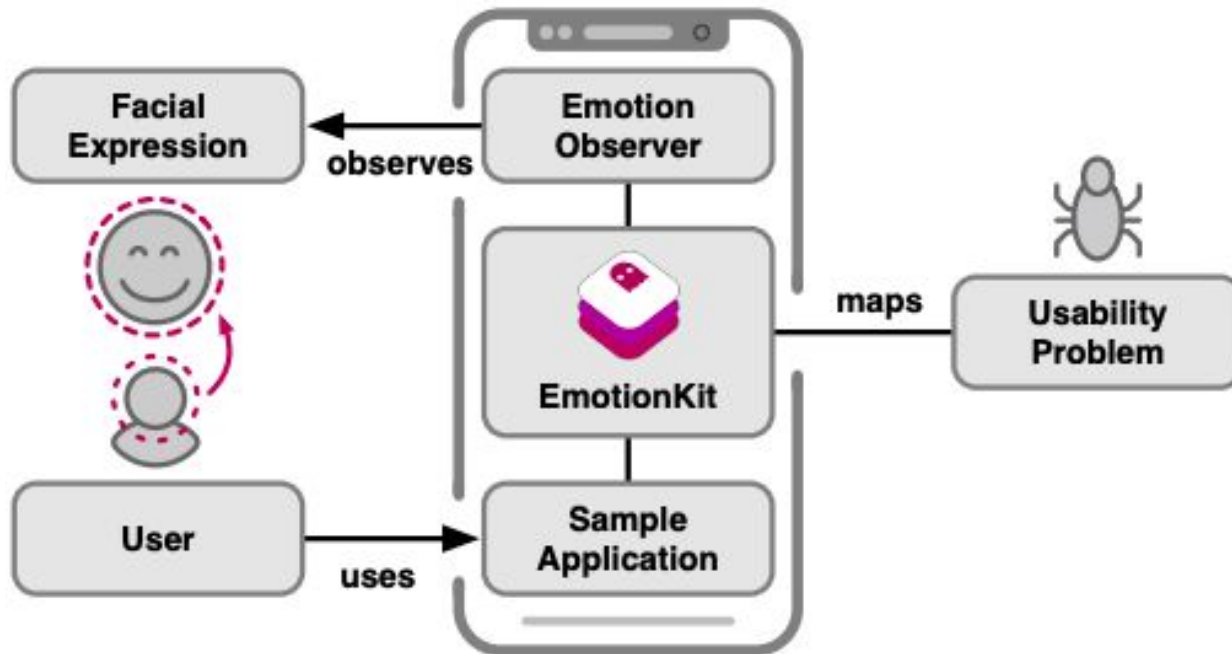 Facial
Expression
observes
Emotion
Observer
EmotionKit
maps
Usability
Problem
User
uses
Sample
Application